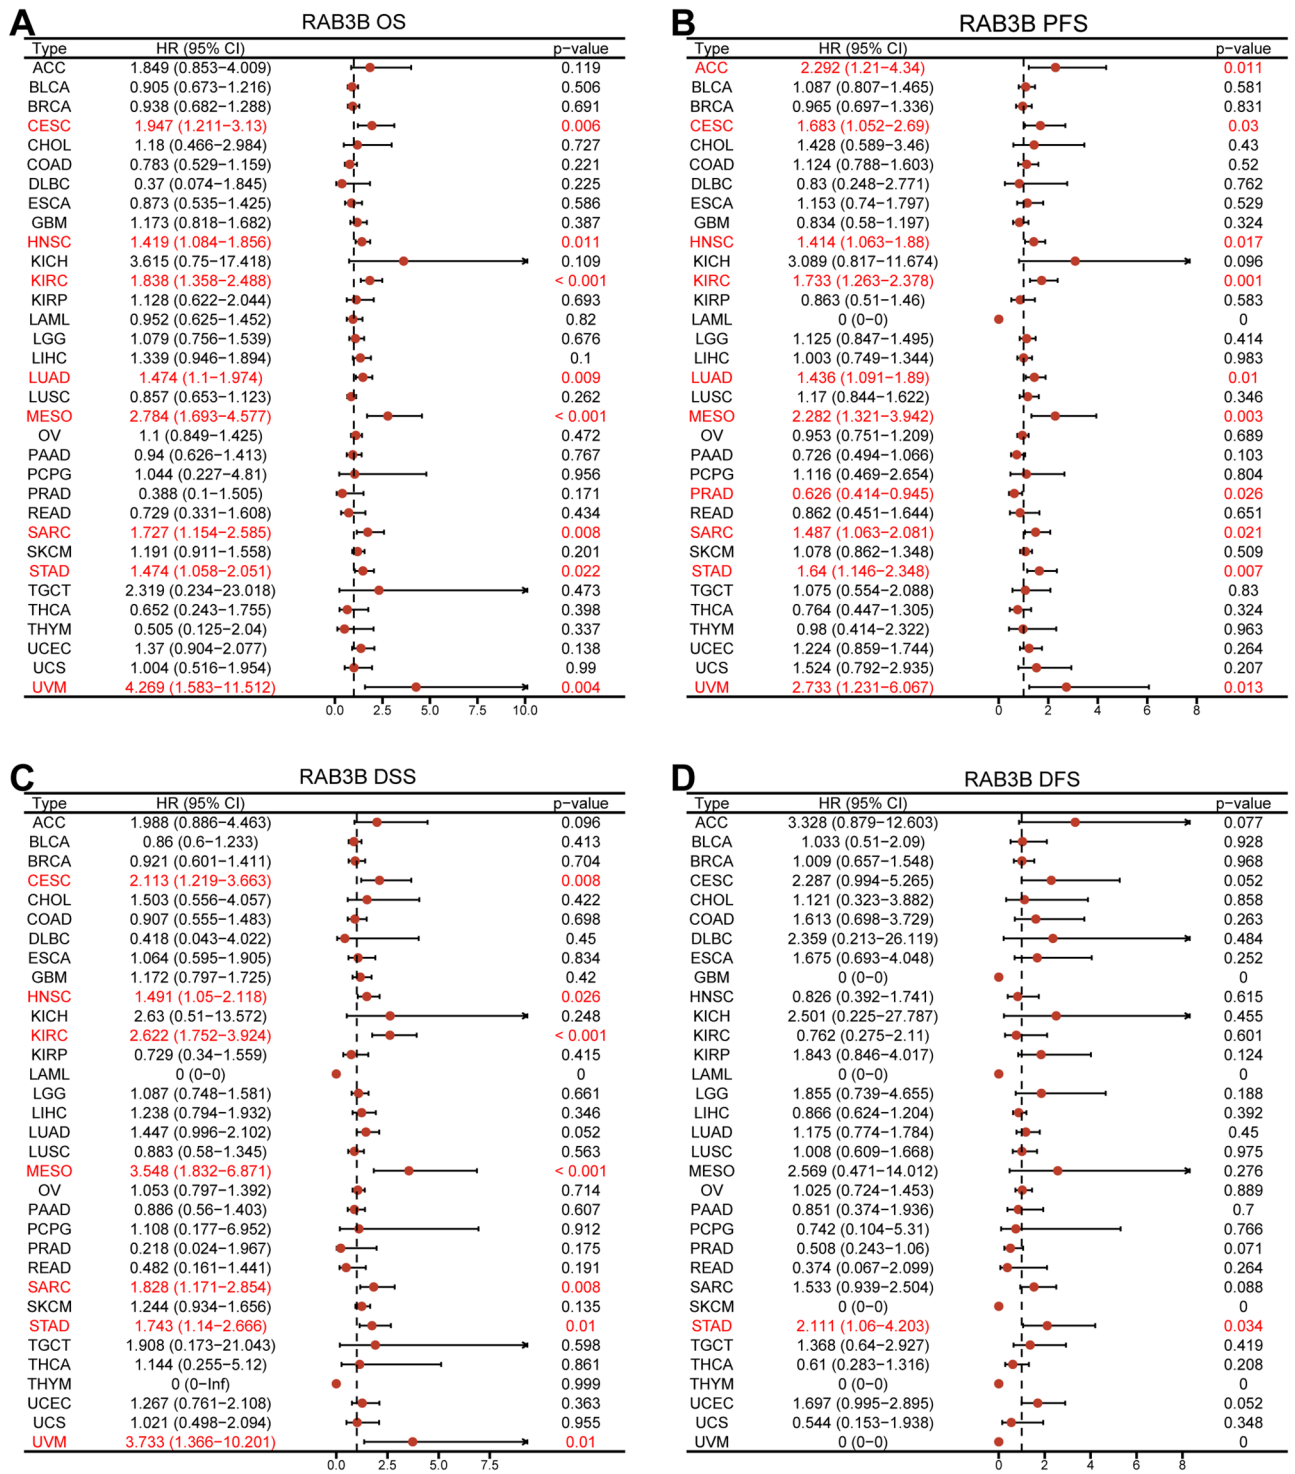 A
RAB3B OS
Type HR (95% CI) p−value
ACC 1.849 (0.853−4.009) 0.119
BLCA 0.905 (0.673−1.216) 0.506
BRCA 0.938 (0.682−1.288) 0.691
CESC 1.947 (1.211−3.13) 0.006
CHOL 1.18 (0.466−2.984) 0.727
COAD 0.783 (0.529−1.159) 0.221
DLBC 0.37 (0.074−1.845) 0.225
ESCA 0.873 (0.535−1.425) 0.586
GBM 1.173 (0.818−1.682) 0.387
HNSC 1.419 (1.084−1.856) 0.011
KICH 3.615 (0.75−17.418) 0.109
KIRC 1.838 (1.358−2.488) < 0.001
KIRP 1.128 (0.622−2.044) 0.693
LAML 0.952 (0.625−1.452) 0.82
LGG 1.079 (0.756−1.539) 0.676
LIHC 1.339 (0.946−1.894) 0.1
LUAD 1.474 (1.1−1.974) 0.009
LUSC 0.857 (0.653−1.123) 0.262
MESO 2.784 (1.693−4.577) < 0.001
OV 1.1 (0.849−1.425) 0.472
PAAD 0.94 (0.626−1.413) 0.767
PCPG 1.044 (0.227−4.81) 0.956
PRAD 0.388 (0.1−1.505) 0.171
READ 0.729 (0.331−1.608) 0.434
SARC 1.727 (1.154−2.585) 0.008
SKCM 1.191 (0.911−1.558) 0.201
STAD 1.474 (1.058−2.051) 0.022
TGCT 2.319 (0.234−23.018) 0.473
THCA 0.652 (0.243−1.755) 0.398
THYM 0.505 (0.125−2.04) 0.337
UCEC 1.37 (0.904−2.077) 0.138
UCS 1.004 (0.516−1.954) 0.99
UVM 4.269 (1.583−11.512) 0.004
0.0 2.5 5.0 7.5 10.0
B
RAB3B PFS
Type HR (95% CI) p−value
ACC 2.292 (1.21−4.34) 0.011
BLCA 1.087 (0.807−1.465) 0.581
BRCA 0.965 (0.697−1.336) 0.831
CESC 1.683 (1.052−2.69) 0.03
CHOL 1.428 (0.589−3.46) 0.43
COAD 1.124 (0.788−1.603) 0.52
DLBC 0.83 (0.248−2.771) 0.762
ESCA 1.153 (0.74−1.797) 0.529
GBM 0.834 (0.58−1.197) 0.324
HNSC 1.414 (1.063−1.88) 0.017
KICH 3.089 (0.817−11.674) 0.096
KIRC 1.733 (1.263−2.378) 0.001
KIRP 0.863 (0.51−1.46) 0.583
LAML 0 (0−0) 0
LGG 1.125 (0.847−1.495) 0.414
LIHC 1.003 (0.749−1.344) 0.983
LUAD 1.436 (1.091−1.89) 0.01
LUSC 1.17 (0.844−1.622) 0.346
MESO 2.282 (1.321−3.942) 0.003
OV 0.953 (0.751−1.209) 0.689
PAAD 0.726 (0.494−1.066) 0.103
PCPG 1.116 (0.469−2.654) 0.804
PRAD 0.626 (0.414−0.945) 0.026
READ 0.862 (0.451−1.644) 0.651
SARC 1.487 (1.063−2.081) 0.021
SKCM 1.078 (0.862−1.348) 0.509
STAD 1.64 (1.146−2.348) 0.007
TGCT 1.075 (0.554−2.088) 0.83
THCA 0.764 (0.447−1.305) 0.324
THYM 0.98 (0.414−2.322) 0.963
UCEC 1.224 (0.859−1.744) 0.264
UCS 1.524 (0.792−2.935) 0.207
UVM 2.733 (1.231−6.067) 0.013
0 2 4 6 8
C
RAB3B DSS
Type HR (95% CI) p−value
ACC 1.988 (0.886−4.463) 0.096
BLCA 0.86 (0.6−1.233) 0.413
BRCA 0.921 (0.601−1.411) 0.704
CESC 2.113 (1.219−3.663) 0.008
CHOL 1.503 (0.556−4.057) 0.422
COAD 0.907 (0.555−1.483) 0.698
DLBC 0.418 (0.043−4.022) 0.45
ESCA 1.064 (0.595−1.905) 0.834
GBM 1.172 (0.797−1.725) 0.42
HNSC 1.491 (1.05−2.118) 0.026
KICH 2.63 (0.51−13.572) 0.248
KIRC 2.622 (1.752−3.924) < 0.001
KIRP 0.729 (0.34−1.559) 0.415
LAML 0 (0−0) 0
LGG 1.087 (0.748−1.581) 0.661
LIHC 1.238 (0.794−1.932) 0.346
LUAD 1.447 (0.996−2.102) 0.052
LUSC 0.883 (0.58−1.345) 0.563
MESO 3.548 (1.832−6.871) < 0.001
OV 1.053 (0.797−1.392) 0.714
PAAD 0.886 (0.56−1.403) 0.607
PCPG 1.108 (0.177−6.952) 0.912
PRAD 0.218 (0.024−1.967) 0.175
READ 0.482 (0.161−1.441) 0.191
SARC 1.828 (1.171−2.854) 0.008
SKCM 1.244 (0.934−1.656) 0.135
STAD 1.743 (1.14−2.666) 0.01
TGCT 1.908 (0.173−21.043) 0.598
THCA 1.144 (0.255−5.12) 0.861
THYM 0 (0−Inf) 0.999
UCEC 1.267 (0.761−2.108) 0.363
UCS 1.021 (0.498−2.094) 0.955
UVM 3.733 (1.366−10.201) 0.01
0.0 2.5 5.0 7.5
D
RAB3B DFS
Type HR (95% CI) p−value
ACC 3.328 (0.879−12.603) 0.077
BLCA 1.033 (0.51−2.09) 0.928
BRCA 1.009 (0.657−1.548) 0.968
CESC 2.287 (0.994−5.265) 0.052
CHOL 1.121 (0.323−3.882) 0.858
COAD 1.613 (0.698−3.729) 0.263
DLBC 2.359 (0.213−26.119) 0.484
ESCA 1.675 (0.693−4.048) 0.252
GBM 0 (0−0) 0
HNSC 0.826 (0.392−1.741) 0.615
KICH 2.501 (0.225−27.787) 0.455
KIRC 0.762 (0.275−2.11) 0.601
KIRP 1.843 (0.846−4.017) 0.124
LAML 0 (0−0) 0
LGG 1.855 (0.739−4.655) 0.188
LIHC 0.866 (0.624−1.204) 0.392
LUAD 1.175 (0.774−1.784) 0.45
LUSC 1.008 (0.609−1.668) 0.975
MESO 2.569 (0.471−14.012) 0.276
OV 1.025 (0.724−1.453) 0.889
PAAD 0.851 (0.374−1.936) 0.7
PCPG 0.742 (0.104−5.31) 0.766
PRAD 0.508 (0.243−1.06) 0.071
READ 0.374 (0.067−2.099) 0.264
SARC 1.533 (0.939−2.504) 0.088
SKCM 0 (0−0) 0
STAD 2.111 (1.06−4.203) 0.034
TGCT 1.368 (0.64−2.927) 0.419
THCA 0.61 (0.283−1.316) 0.208
THYM 0 (0−0) 0
UCEC 1.697 (0.995−2.895) 0.052
UCS 0.544 (0.153−1.938) 0.348
UVM 0 (0−0) 0
0 2 4 6 8